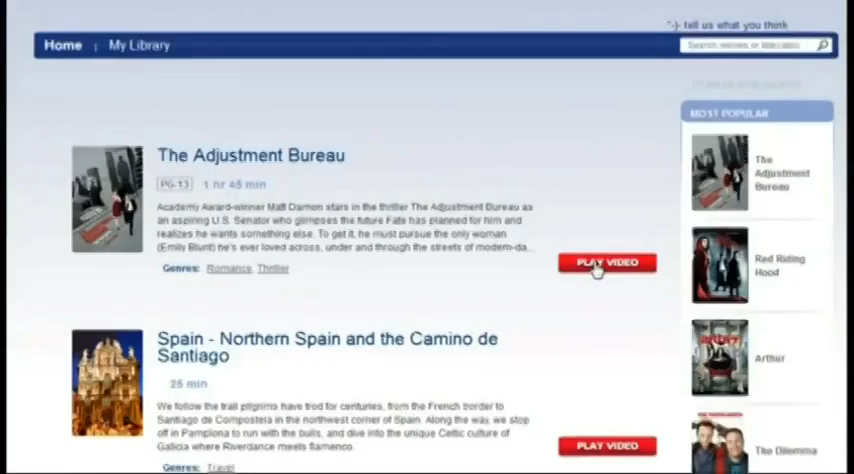 tell us what you think
Home | My Library
Search movies or television
MOST POPULAR
The Adjustment Bureau
PG-13 1 hr 45 min
Academy Award-winner Matt Damon stars in the thriller The Adjustment Bureau as
an aspiring U.S. Senator who glimpses the future Fate has planned for him and
realizes he wants something else. To get it, he must pursue the only woman
(Emily Blunt) he's ever loved across, under and through the streets of modern-da...
Genres: Romance, Thriller
PLAY VIDEO
The
Adjustment
Bureau
Red Riding
Hood
Spain - Northern Spain and the Camino de
Santiago
25 min
We follow the trail pilgrims have trod for centuries, from the French border to
Santiago de Compostela in the northwest corner of Spain. Along the way, we stop
off in Pamplona to run with the bulls, and dive into the unique Celtic culture of
Galicia where Riverdance meets flamenco.
Genres: Travel
PLAY VIDEO
Arthur
The Dilemma